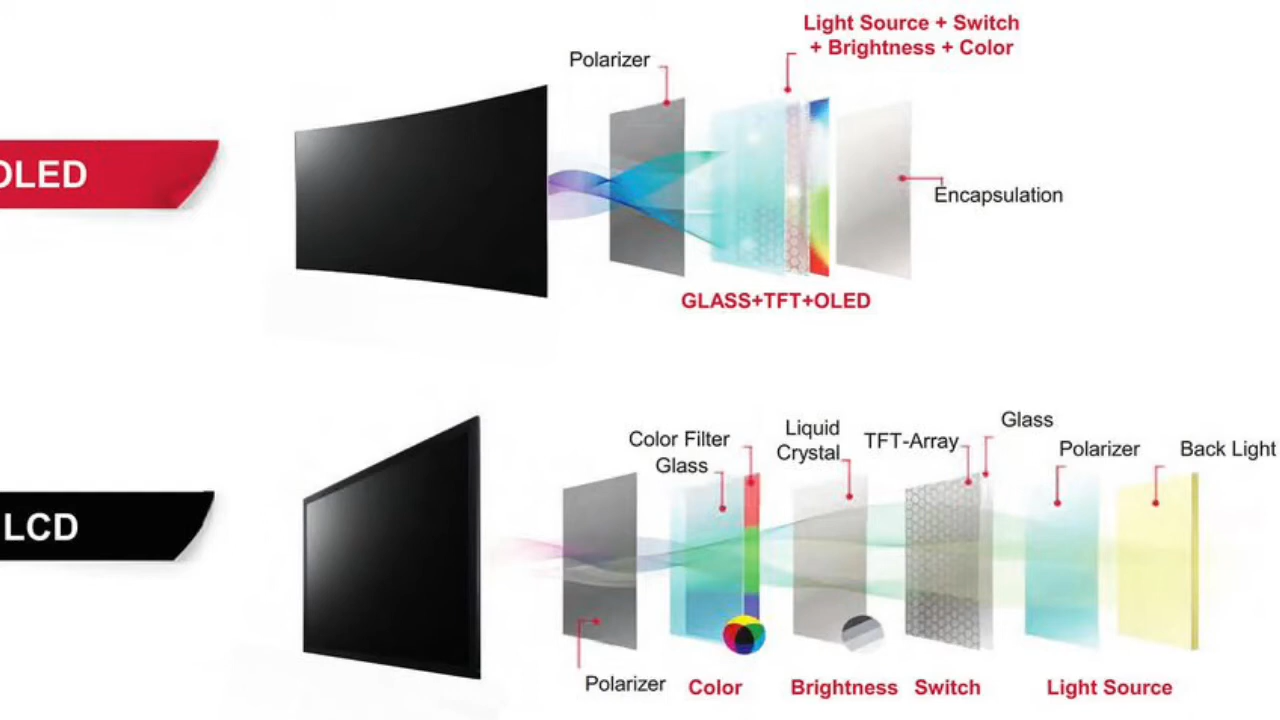 Light Source + Switch
+ Brightness + Color
Polarizer
OLED
Encapsulation
GLASS+TFT+OLED
Glass
Liquid
Crystal
Color Filter
Glass
TFT-Array
Polarizer
Back Light
LCD
Polarizer
Color
Brightness
Switch
Light Source